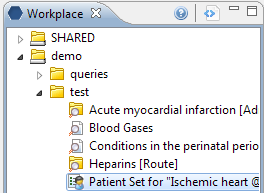 Workplace
SHARED
demo
queries
test
Acute myocardial infarction [Ad
Blood Gases
Conditions in the perinatal perio
Heparins [Route]
Patient Set for "Ischemic heart @